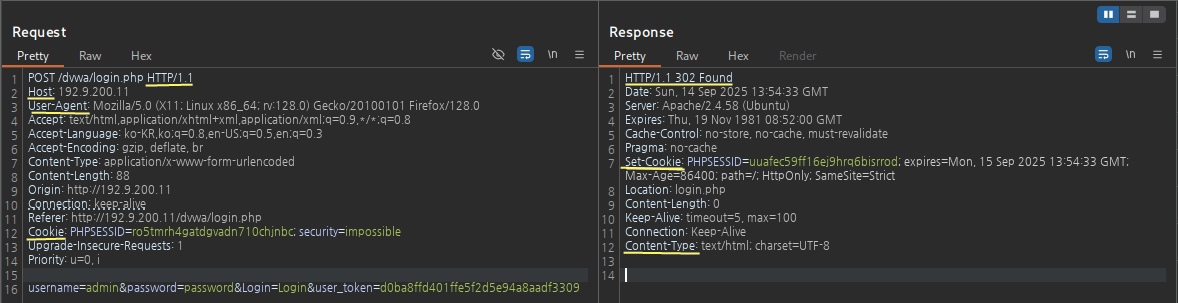 Request
Pretty Raw Hex
\n
1 POST /dvwa/login.php HTTP/1.1
2 Host: 192.9.200.11
3 User-Agent: Mozilla/5.0 (X11; Linux x86_64; rv:128.0) Gecko/20100101 Firefox/128.0
4 Accept: text/html,application/xhtml+xml,application/xml;q=0.9,*/*;q=0.8
5 Accept-Language: ko-KR,ko;q=0.8,en-US;q=0.5,en;q=0.3
6 Accept-Encoding: gzip, deflate, br
7 Content-Type: application/x-www-form-urlencoded
8 Content-Length: 88
9 Origin: http://192.9.200.11
10 Connection: keep-alive
11 Referer: http://192.9.200.11/dvwa/login.php
12 Cookie: PHPSESSID=ro5tmrh4gatdgvadn710chjnbc; security=impossible
13 Upgrade-Insecure-Requests: 1
14 Priority: u=0, i
15
16 username=admin&password=password&Login=Login&user_token=d0ba8ffd401ffe5f2d5e94a8aadf3309
Response
Pretty Raw Hex Render
\n
1 HTTP/1.1 302 Found
2 Date: Sun, 14 Sep 2025 13:54:33 GMT
3 Server: Apache/2.4.58 (Ubuntu)
4 Expires: Thu, 19 Nov 1981 08:52:00 GMT
5 Cache-Control: no-store, no-cache, must-revalidate
6 Pragma: no-cache
7 Set-Cookie: PHPSESSID=uuafec59ff16ej9hrq6bisrrod; expires=Mon, 15 Sep 2025 13:54:33 GMT;
Max-Age=86400; path=/; HttpOnly; SameSite=Strict
8 Location: login.php
9 Content-Length: 0
10 Keep-Alive: timeout=5, max=100
11 Connection: Keep-Alive
12 Content-Type: text/html; charset=UTF-8
13
14